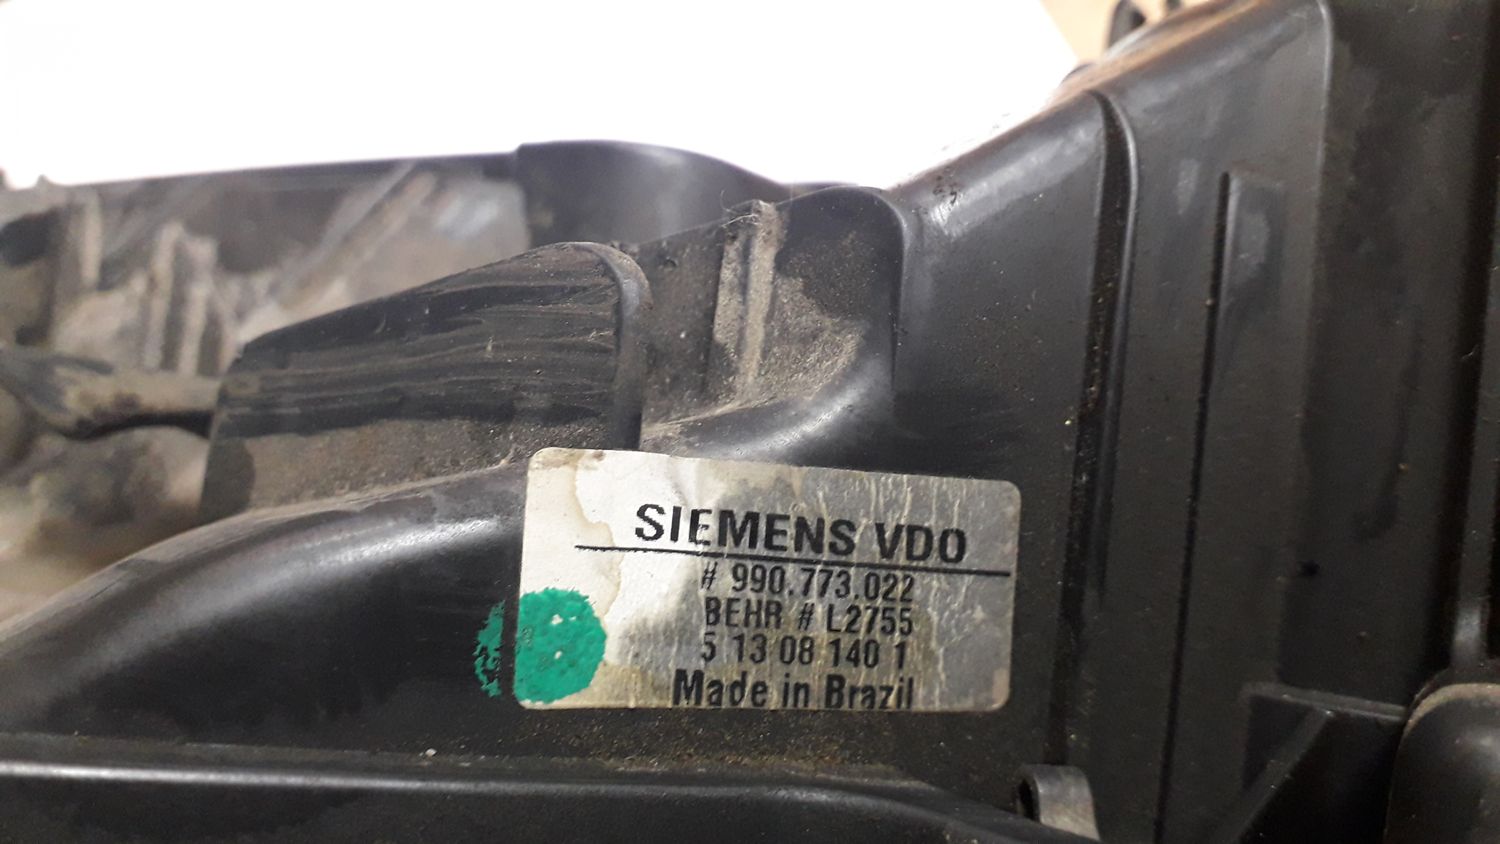 SIEMENS VDO
# 990.773.022
BEHR # L2755
5 13 08 140 1
Made in Brazil